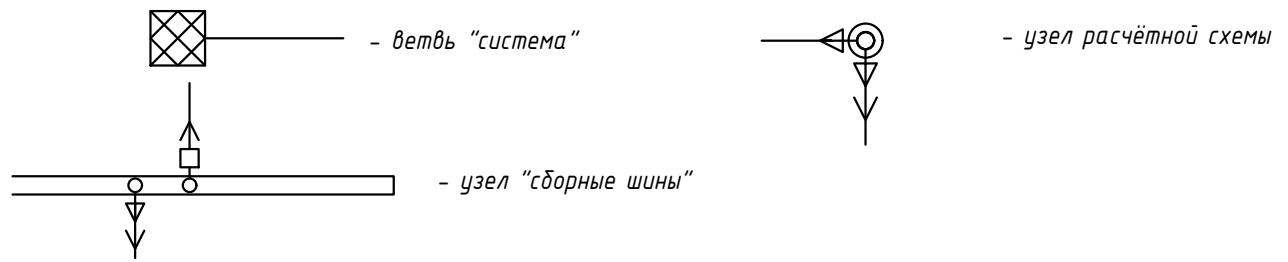 - ветвь "система"
- узел расчётной схемы
- узел "сборные шины"